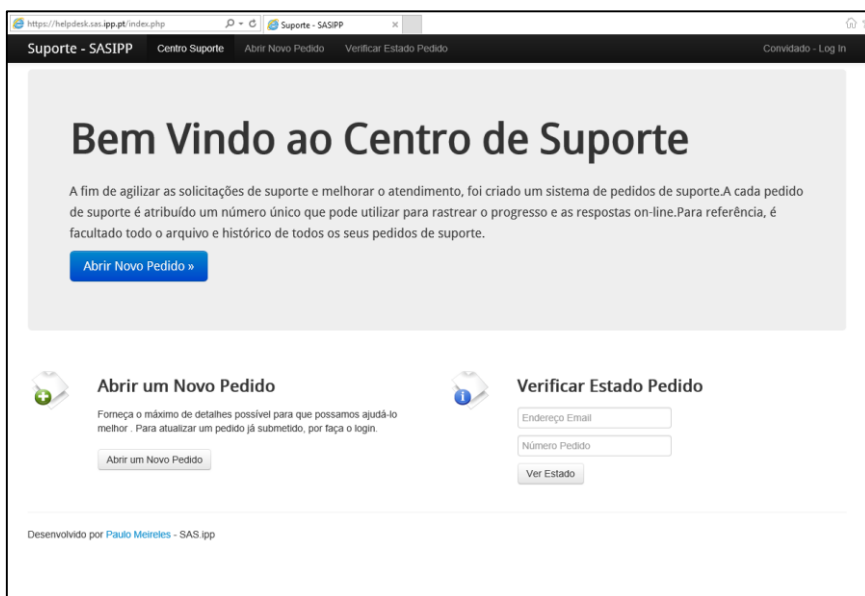 https://helpdesk.sas.ipp.pt/index.php
Suporte - SASIPP
Suporte - SASIPP Centro Suporte Abrir Novo Pedido Verificar Estado Pedido Convidado - Log In
Bem Vindo ao Centro de Suporte
A fim de agilizar as solicitações de suporte e melhorar o atendimento, foi criado um sistema de pedidos de suporte.A cada pedido
de suporte é atribuído um número único que pode utilizar para rastrear o progresso e as respostas on-line.Para referência, é
facultado todo o arquivo e histórico de todos os seus pedidos de suporte.
Abrir Novo Pedido »
Abrir um Novo Pedido
Forneça o máximo de detalhes possível para que possamos ajudá-lo
melhor . Para atualizar um pedido já submetido, por faça o login.
Abrir um Novo Pedido
Verificar Estado Pedido
Endereço Email
Número Pedido
Ver Estado
Desenvolvido por Paulo Meireles - SAS.ipp